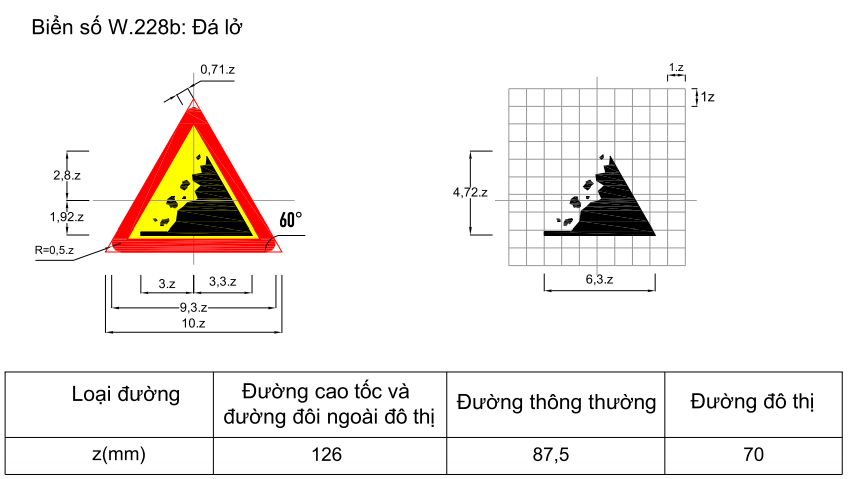 Biển số W.228b: Đá lở
0,71.z
1.z
1z
2,8.z
1,92.z
4,72.z
60°
R=0,5.z
3.z
3,3.z
6,3.z
9,3.z
10.z
Loại đường
Đường cao tốc và
đường đôi ngoài đô thị
Đường thông thường
Đường đô thị
z(mm)
126
87,5
70